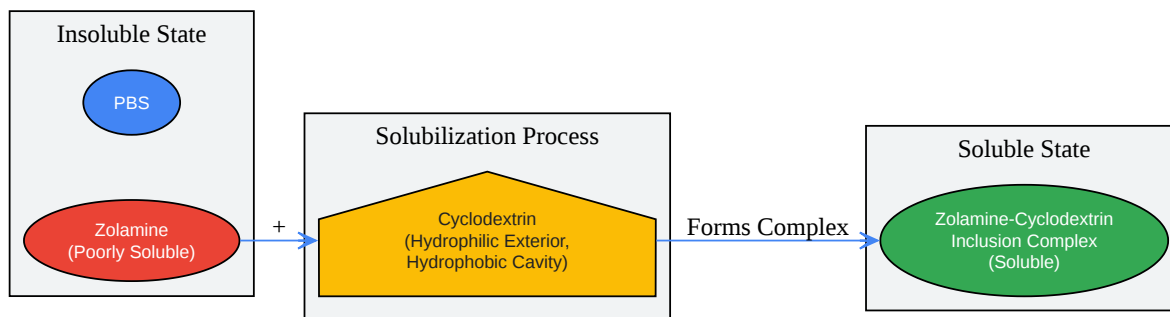 Insoluble State
PBS
Zolamine
(Poorly Soluble)
+
Solubilization Process
Cyclodextrin
(Hydrophilic Exterior,
Hydrophobic Cavity)
Forms Complex
Soluble State
Zolamine-Cyclodextrin
Inclusion Complex
(Soluble)